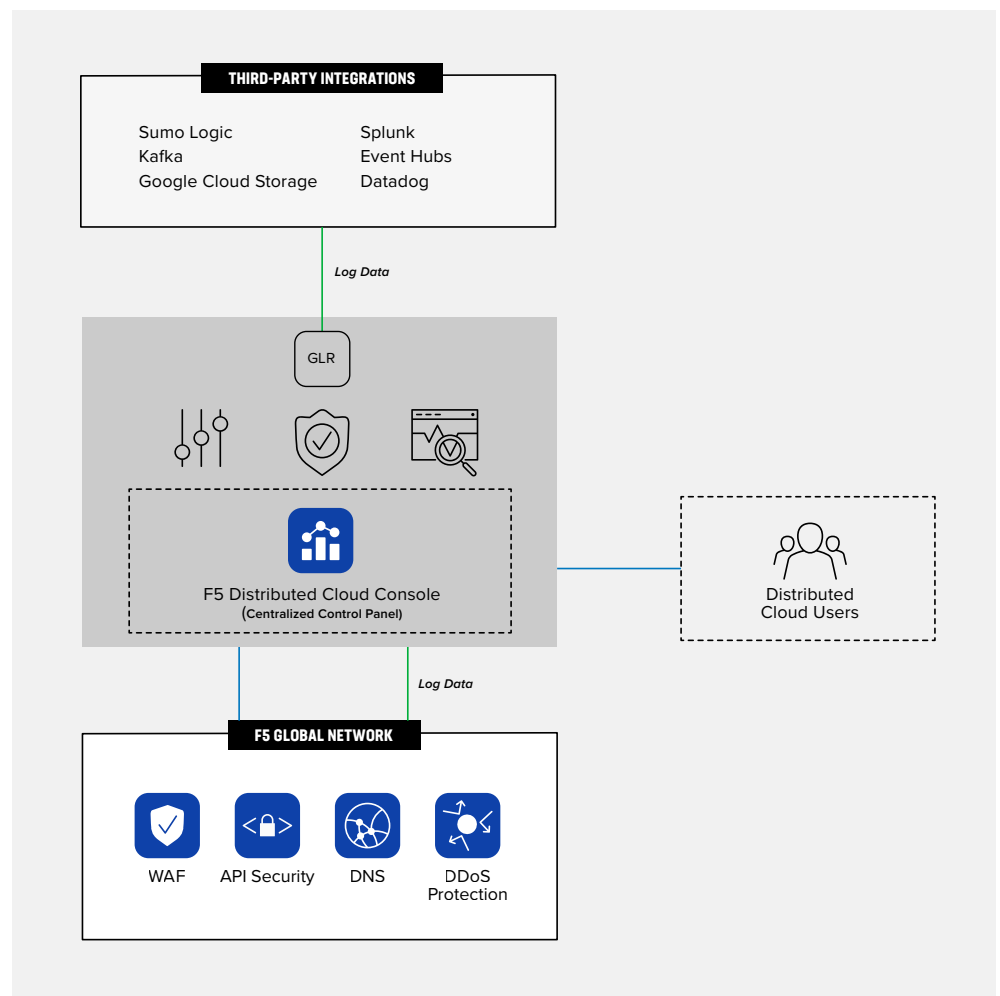 THIRD-PARTY INTEGRATIONS
Sumo Logic
Kafka
Google Cloud Storage
Splunk
Event Hubs
Datadog
Log Data
GLR
F5 Distributed Cloud Console
(Centralized Control Panel)
Distributed
Cloud Users
Log Data
F5 GLOBAL NETWORK
WAF
API Security
DNS
DDoS
Protection